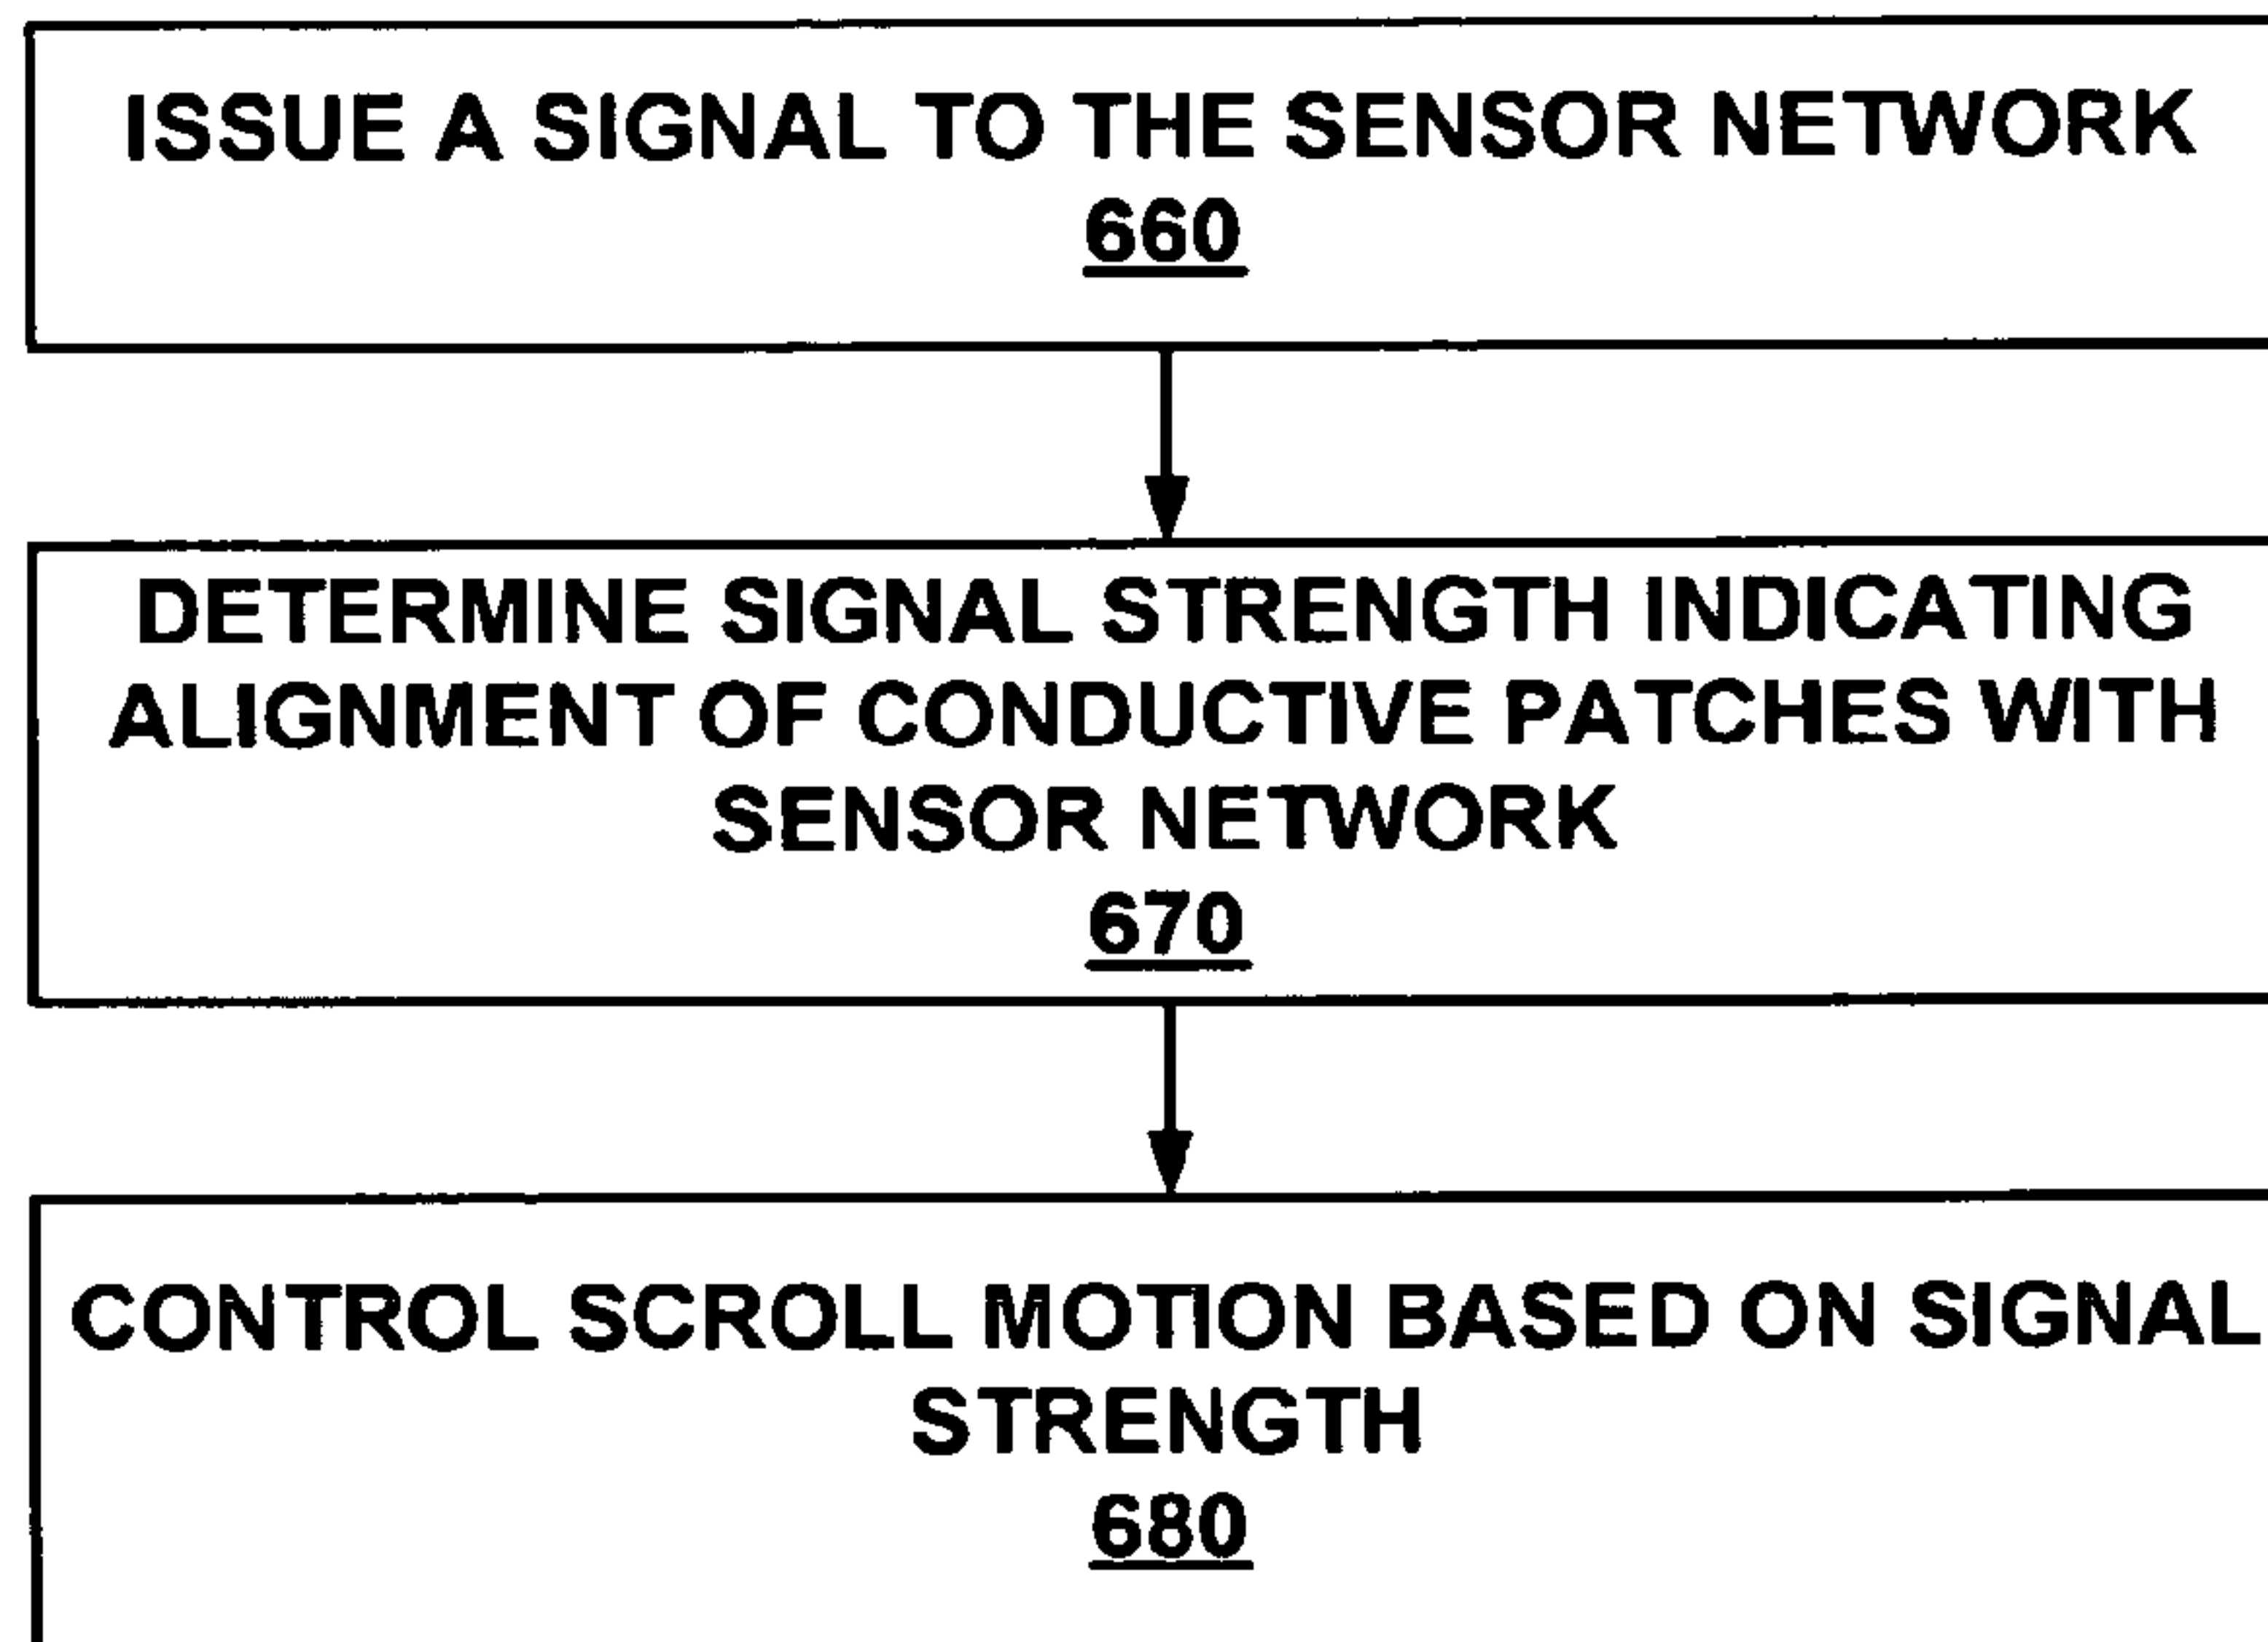 ISSUE A SIGNAL TO THE SENSOR NETWORK
660
DETERMINE SIGNAL STRENGTH INDICATING
ALIGNMENT OF CONDUCTIVE PATCHES WITH
SENSOR NETWORK
670
CONTROL SCROLL MOTION BASED ON SIGNAL
STRENGTH
680